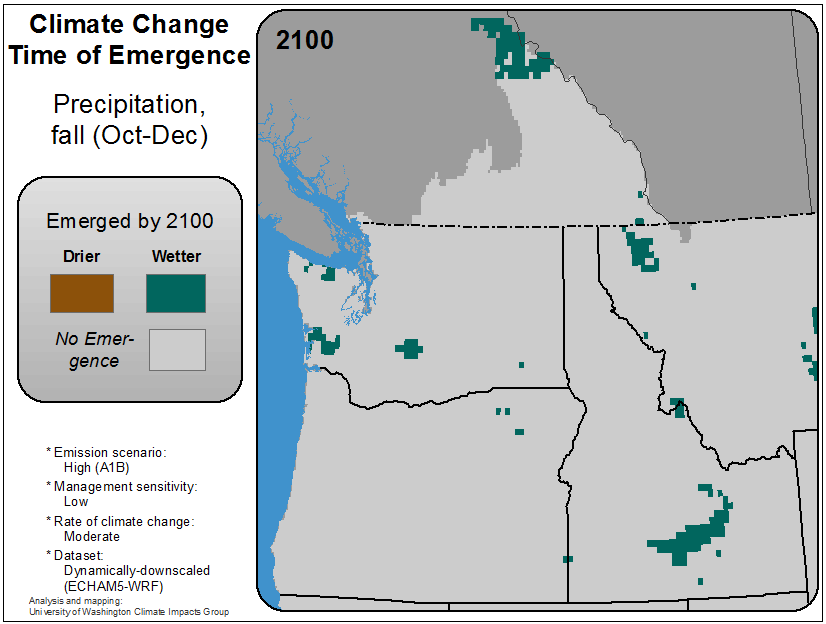 Climate Change
Time of Emergence
Precipitation,
fall (Oct-Dec)
Emerged by 2100
Drier Wetter
No Emer-
gence
* Emission scenario:
High (A1B)
* Management sensitivity:
Low
* Rate of climate change:
Moderate
* Dataset:
Dynamically-downscaled
(ECHAM5-WRF)
Analysis and mapping:
University of Washington Climate Impacts Group
2100